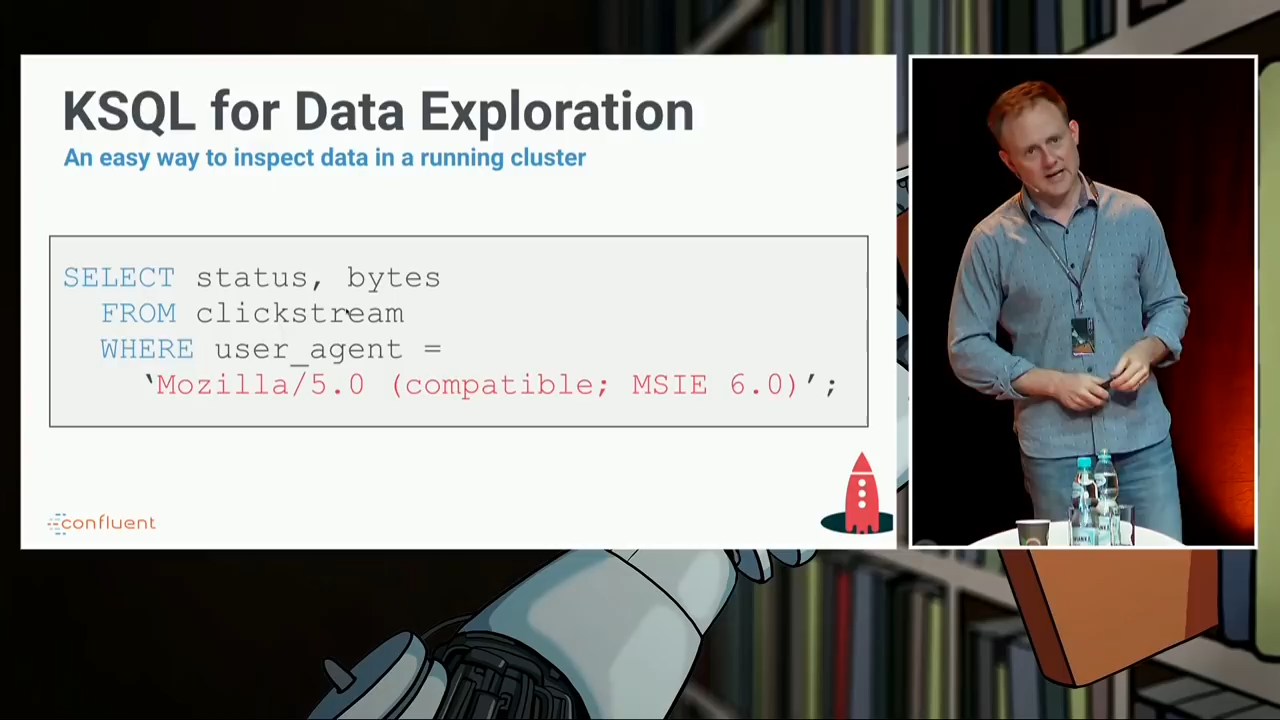 KSQL for Data Exploration
An easy way to inspect data in a running cluster
SELECT status, bytes
FROM clickstream
WHERE user_agent =
‘Mozilla/5.0 (compatible; MSIE 6.0)’;
confluent